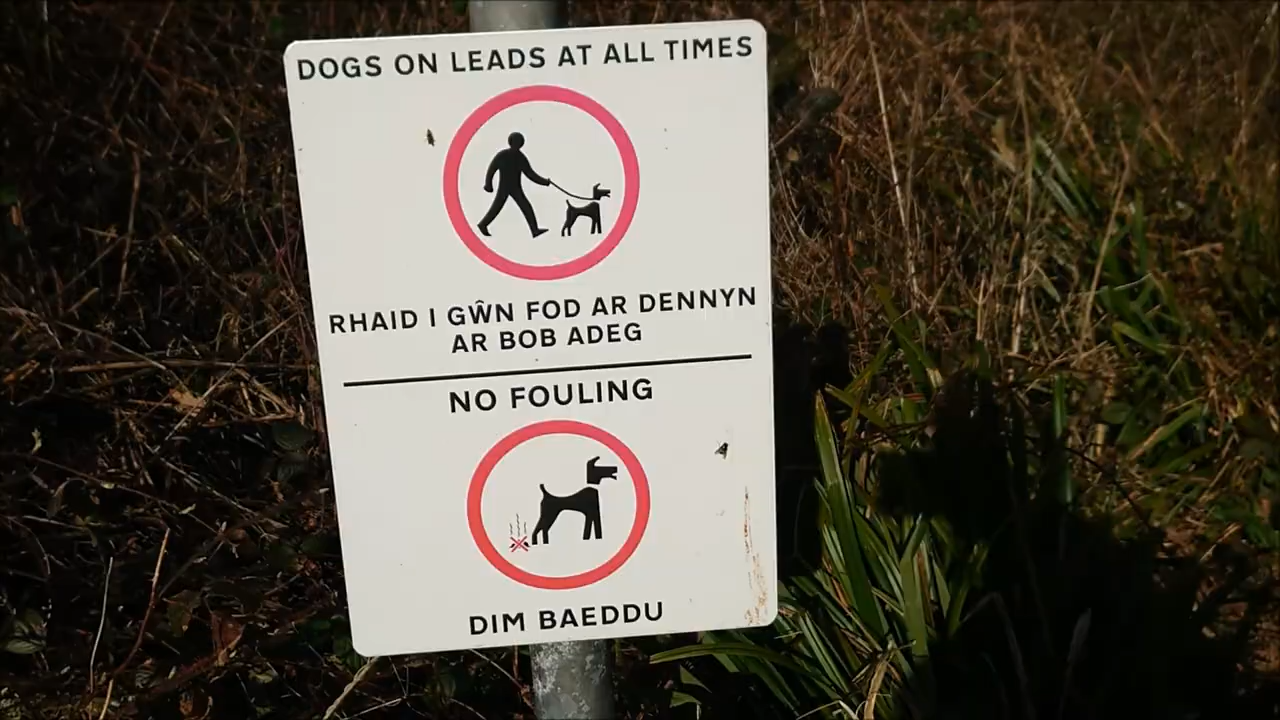 DOGS ON LEADS AT ALL TIMES
RHAID I GŴN FOD AR DENNYN
AR BOB ADEG
NO FOULING
DIM BAEDDU